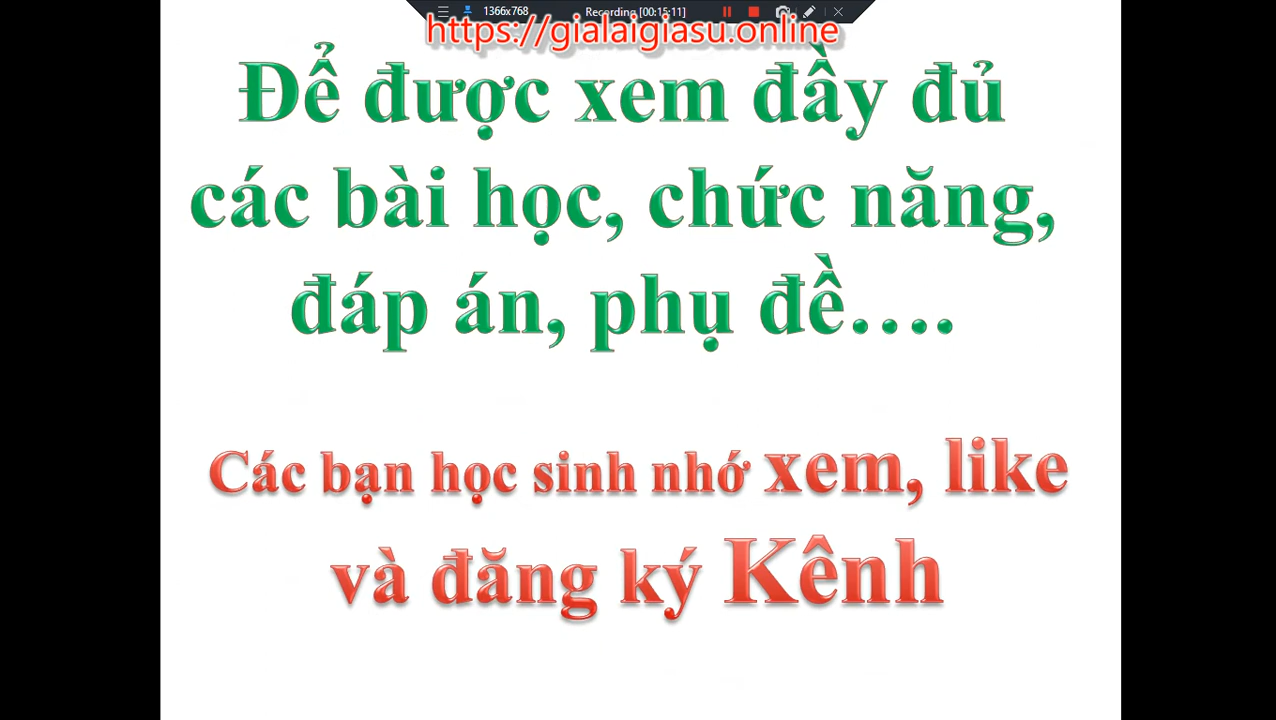 1366x768 Recording [00:15:11]
https://gialaigiasu.online
Để được xem đầy đủ
các bài học, chức năng,
đáp án, phụ đề….
Các bạn học sinh nhớ xem, like
và đăng ký Kênh